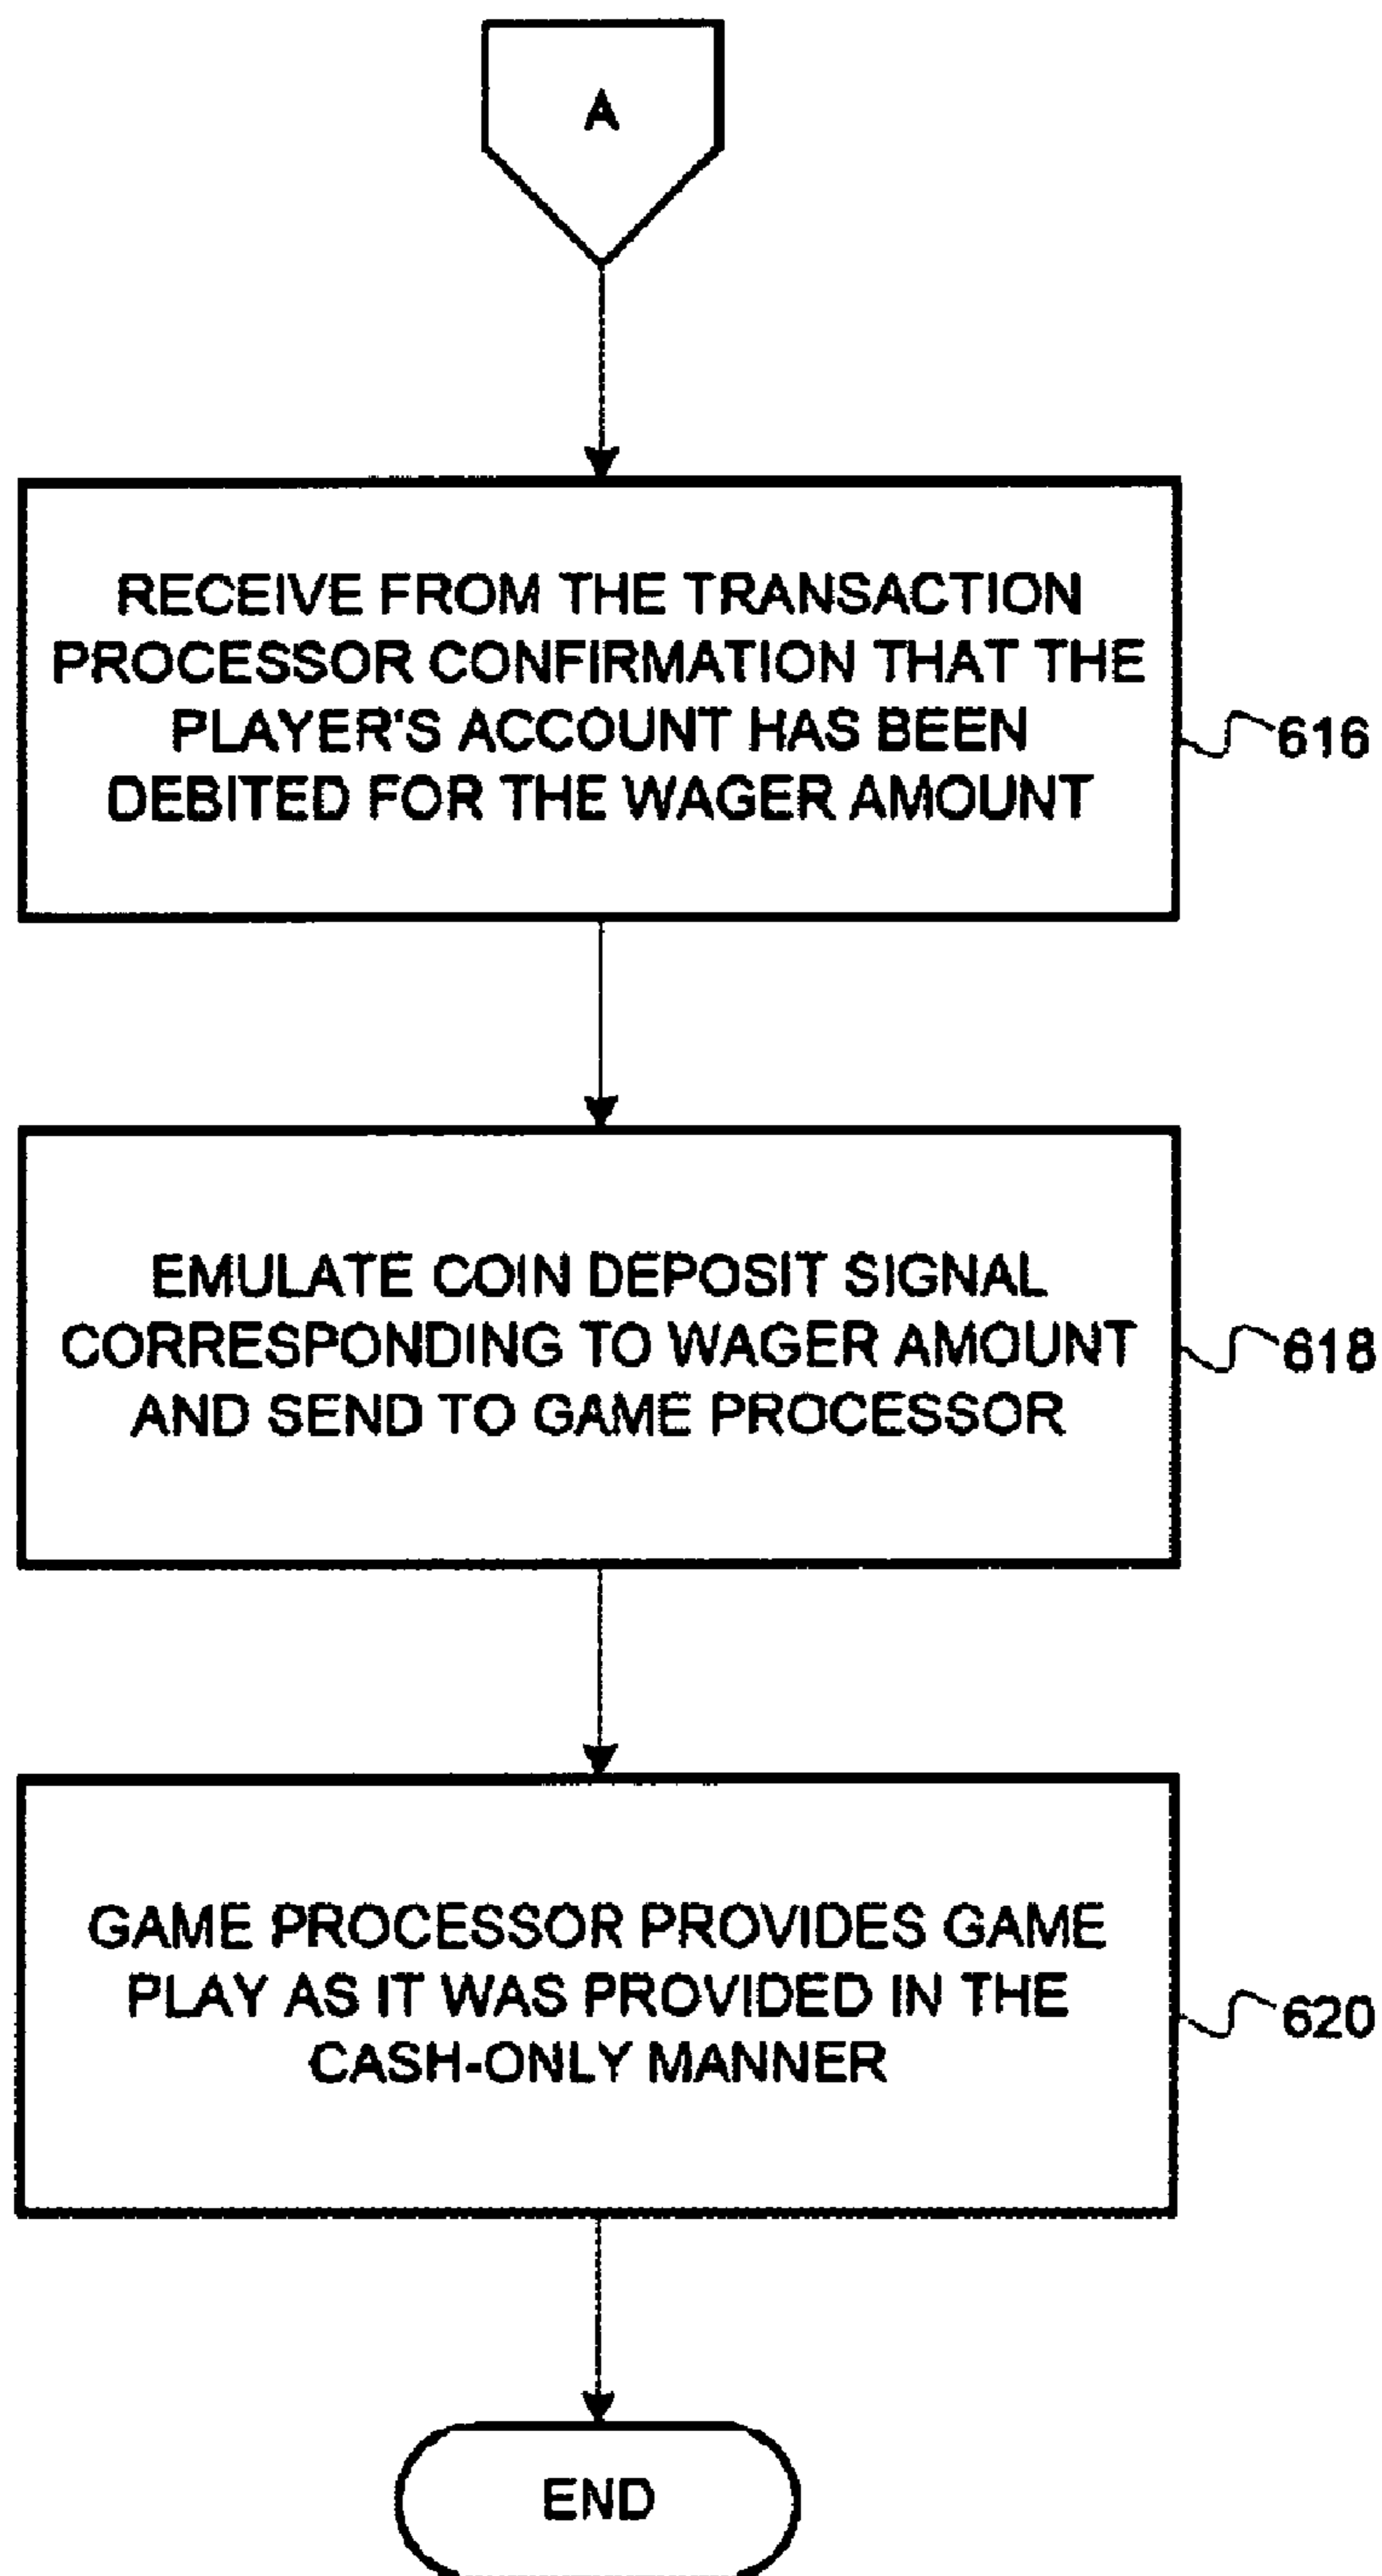 A
RECEIVE FROM THE TRANSACTION
PROCESSOR CONFIRMATION THAT THE
PLAYER'S ACCOUNT HAS BEEN
DEBITED FOR THE WAGER AMOUNT
616
EMULATE COIN DEPOSIT SIGNAL
CORRESPONDING TO WAGER AMOUNT
AND SEND TO GAME PROCESSOR
618
GAME PROCESSOR PROVIDES GAME
PLAY AS IT WAS PROVIDED IN THE
CASH-ONLY MANNER
620
END